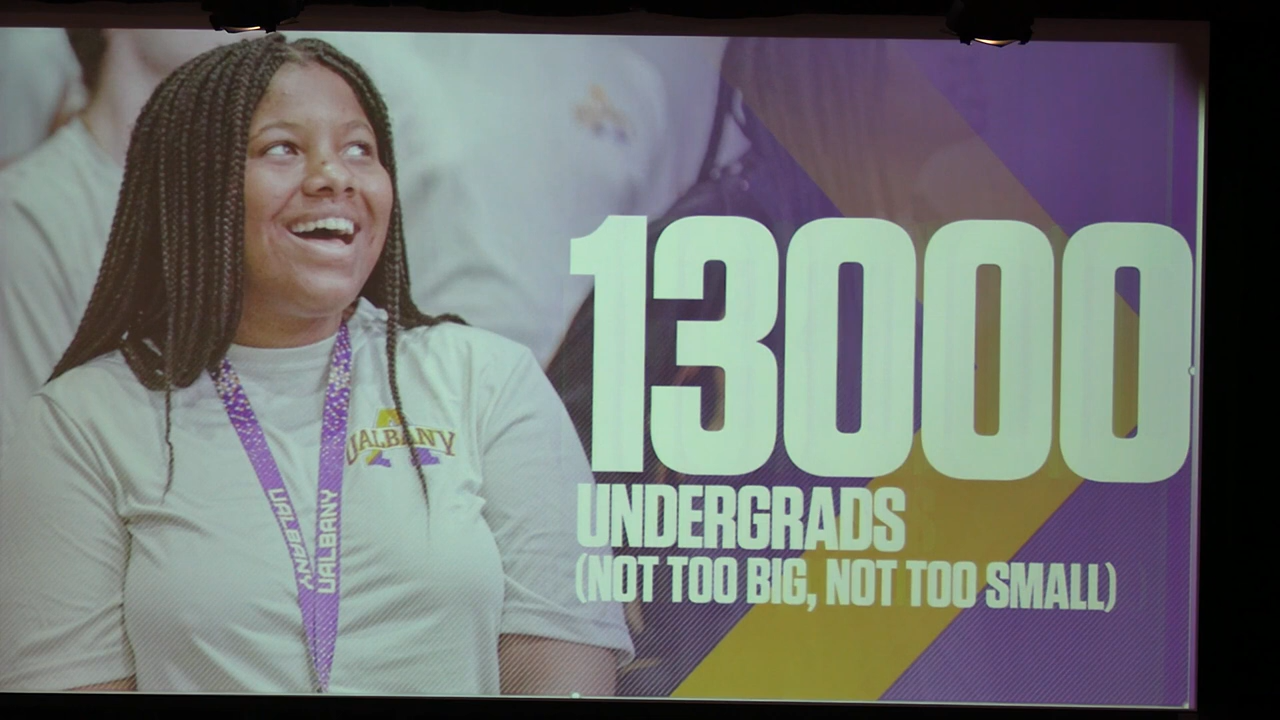 13000
UNDERGRADS
(NOT TOO BIG, NOT TOO SMALL)
UALBANY
UALBANY
UALBANY